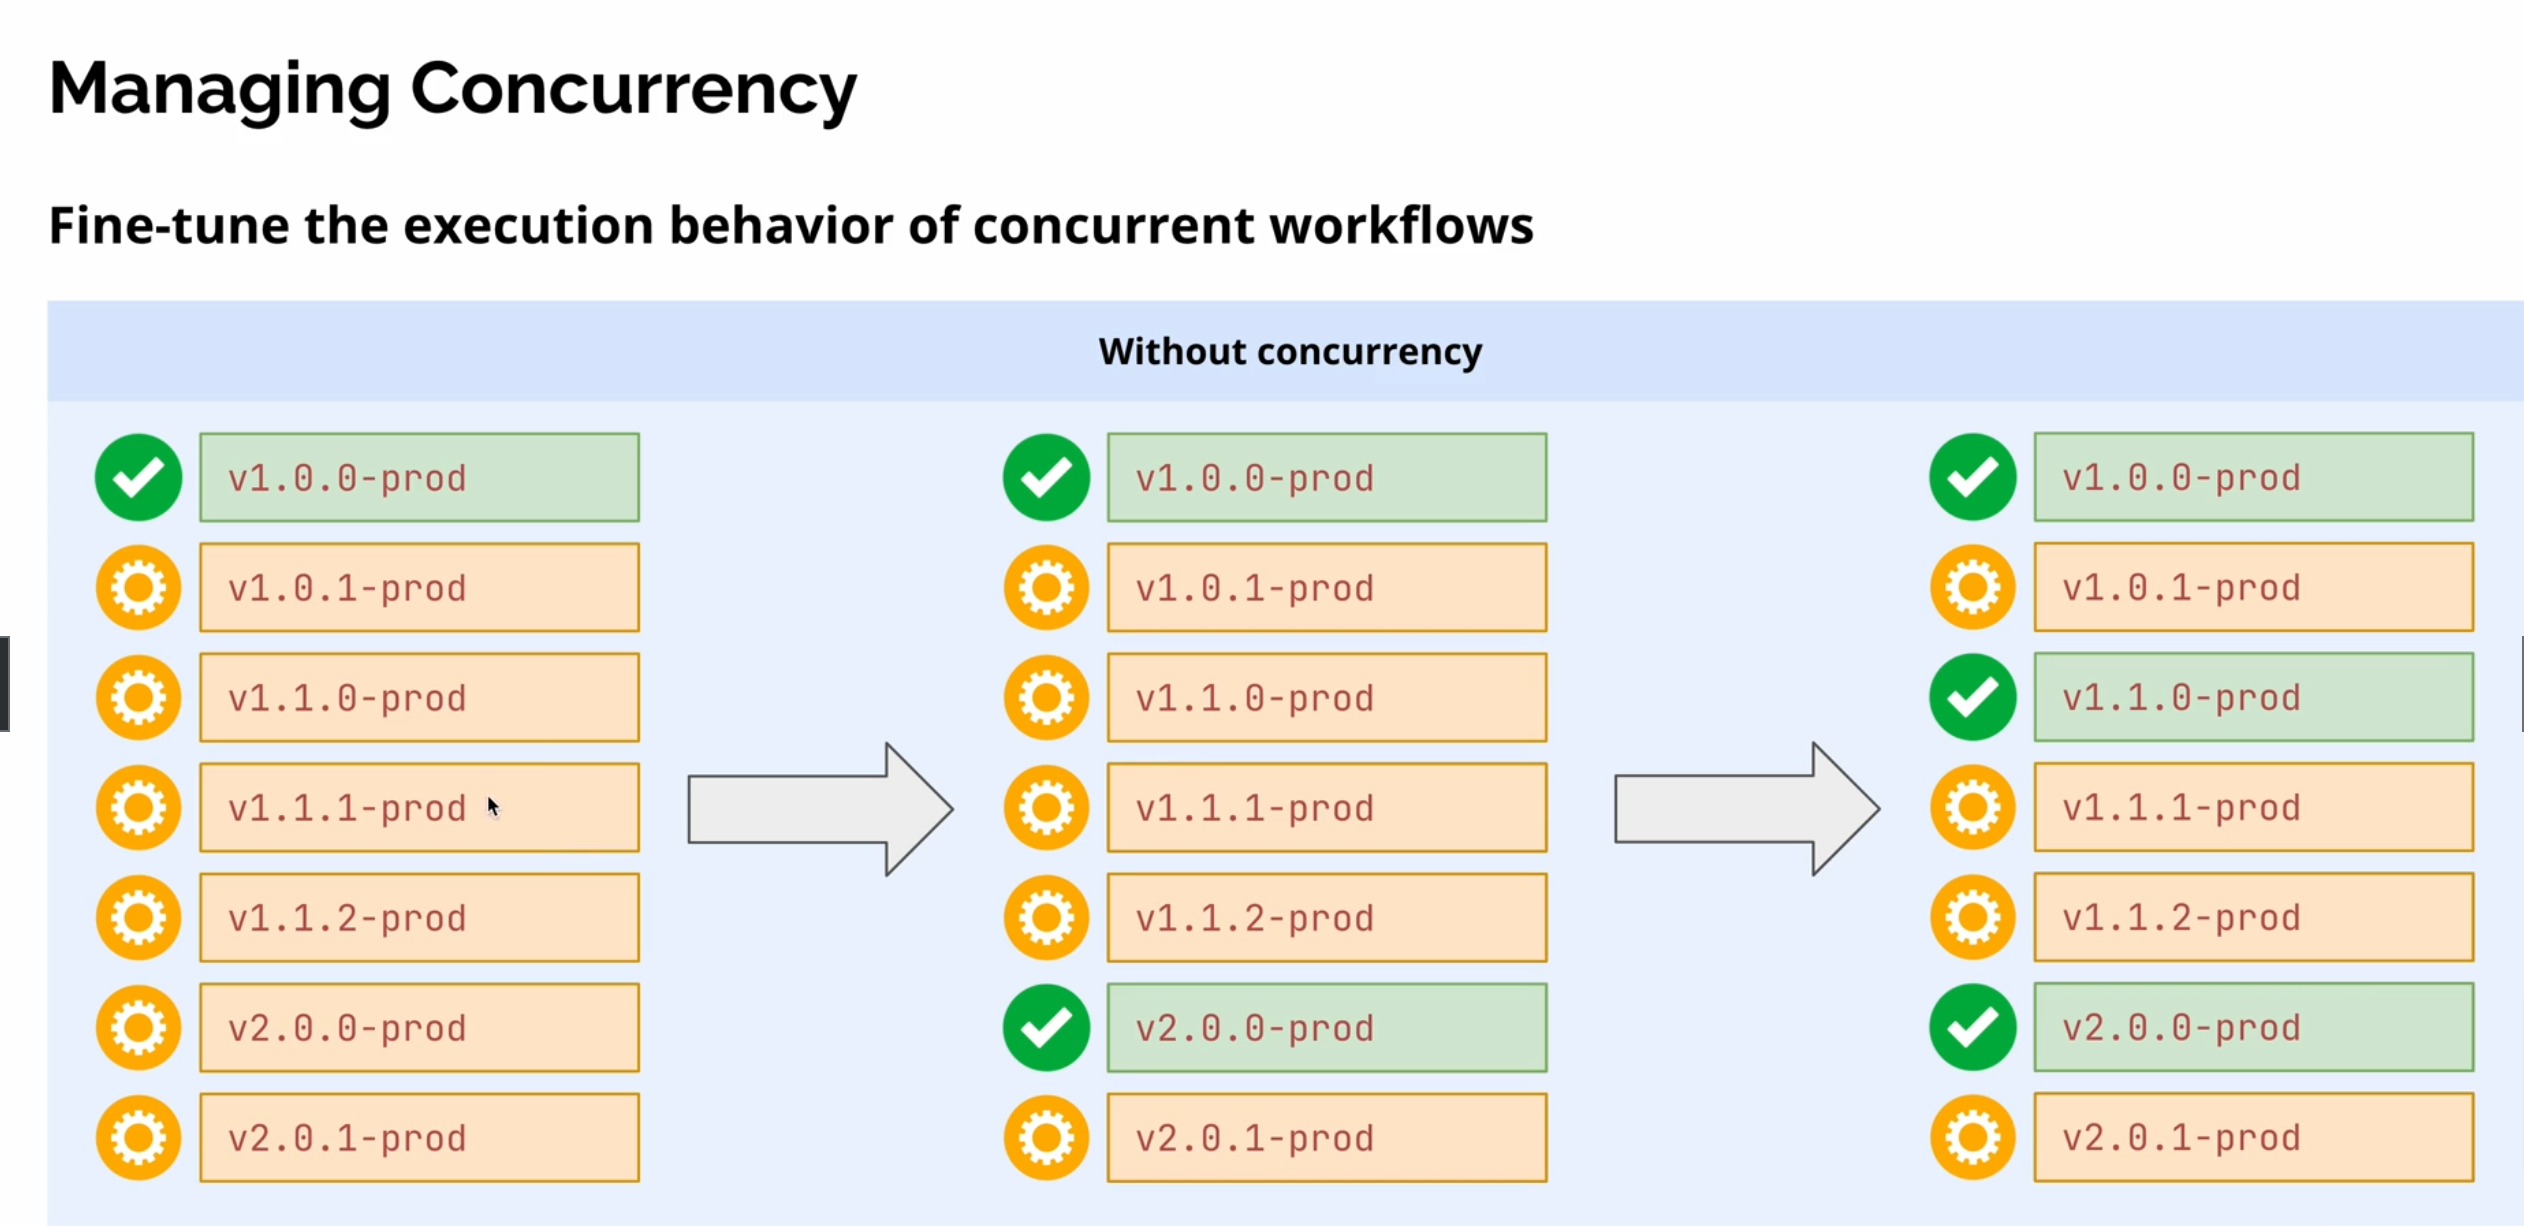 Managing Concurrency
Fine-tune the execution behavior of concurrent workflows
Without concurrency
v1.0.0-prod
v1.0.1-prod
v1.1.0-prod
v1.1.1-prod
v1.1.2-prod
v2.0.0-prod
v2.0.1-prod
v1.0.0-prod
v1.0.1-prod
v1.1.0-prod
v1.1.1-prod
v1.1.2-prod
v2.0.0-prod
v2.0.1-prod
v1.0.0-prod
v1.0.1-prod
v1.1.0-prod
v1.1.1-prod
v1.1.2-prod
v2.0.0-prod
v2.0.1-prod